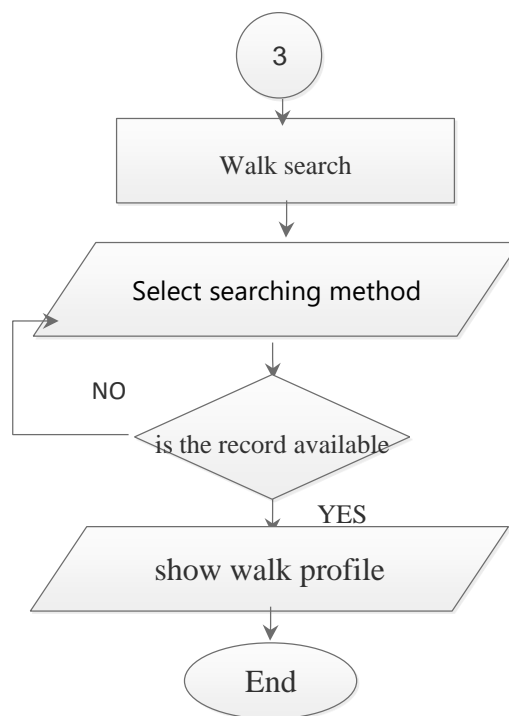 3
Walk search
Select searching method
NO
is the record available
YES
show walk profile
End